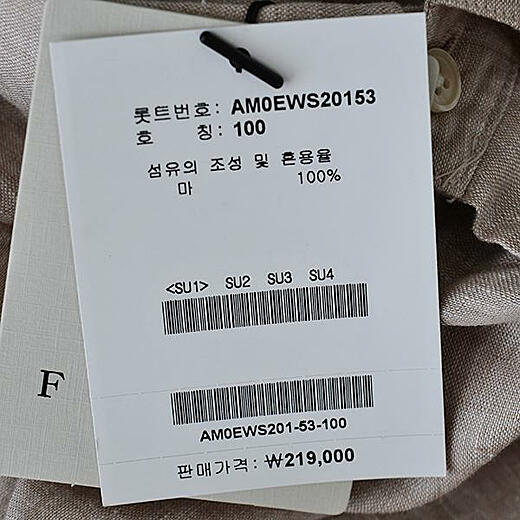 롯트번호: AM0EWS20153
호 칭: 100
섬유의 조성 및 혼용율
마 100%
<SU1> SU2 SU3 SU4
F
AM0EWS201-53-100
판매가격: ₩219,000